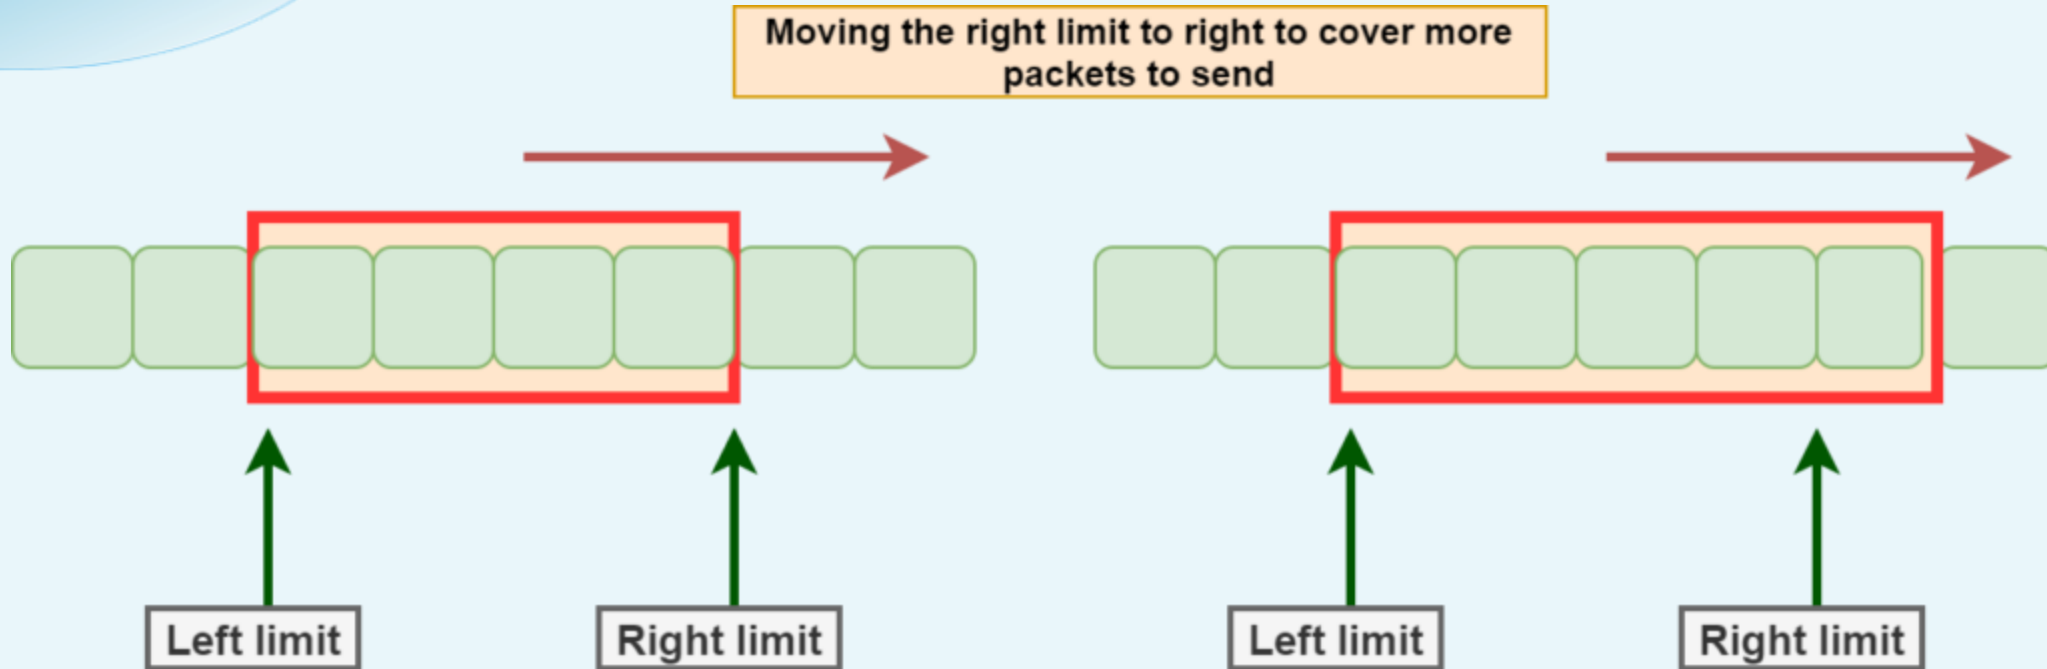 Moving the right limit to right to cover more
packets to send
Left limit
Right limit
Left limit
Right limit